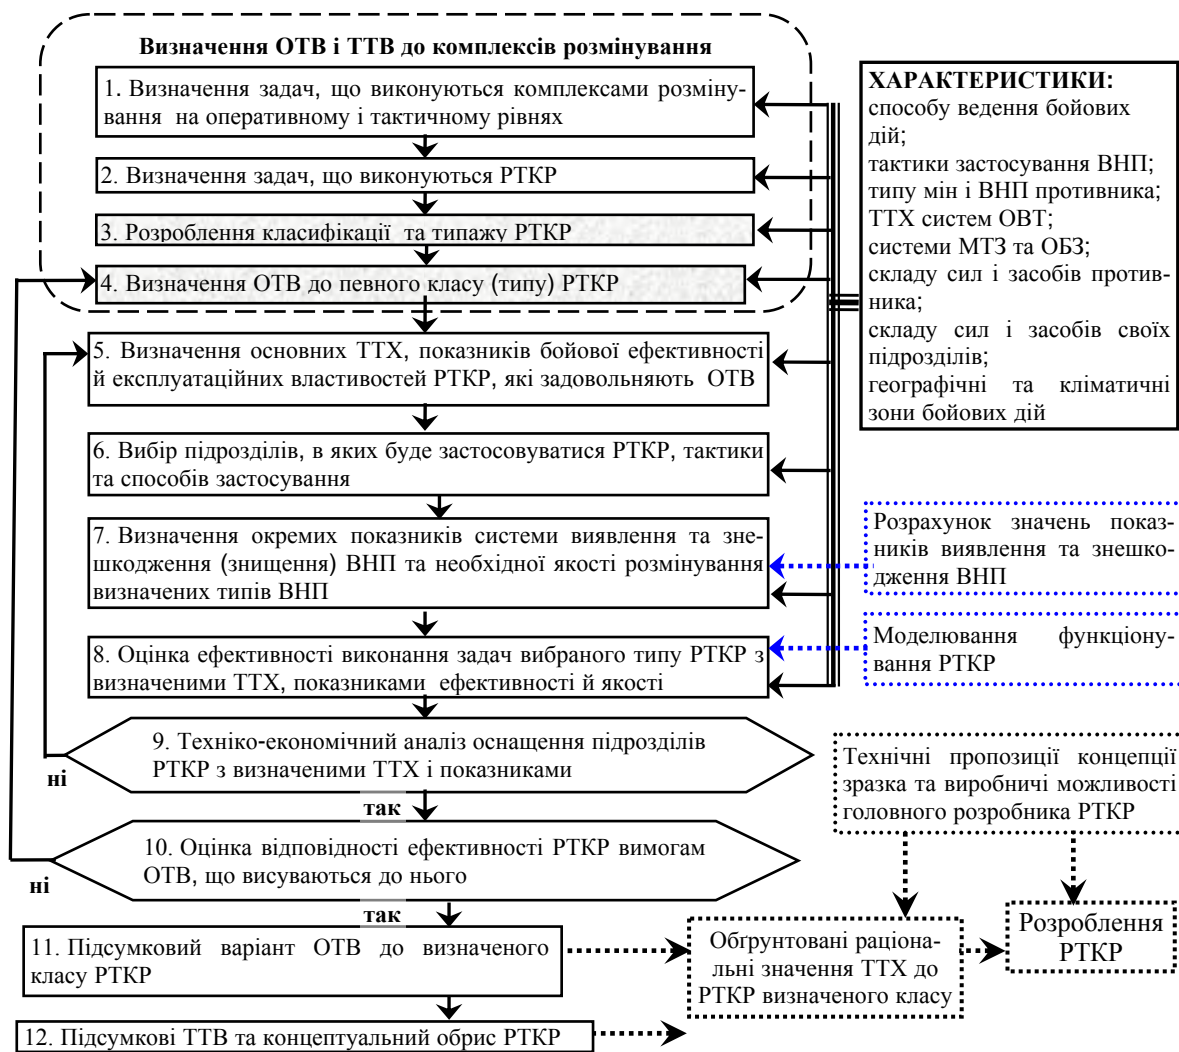 Визначення ОТВ і ТТВ до комплексів розмінування
1. Визначення задач, що виконуються комплексами розміну-
вання на оперативному і тактичному рівнях
2. Визначення задач, що виконуються РТКР
3. Розроблення класифікації та типажу РТКР
4. Визначення ОТВ до певного класу (типу) РТКР
5. Визначення основних ТТХ, показників бойової ефективності
й експлуатаційних властивостей РТКР, які задовольняють ОТВ
6. Вибір підрозділів, в яких буде застосовуватися РТКР, тактики
та способів застосування
7. Визначення окремих показників системи виявлення та зне-
шкодження (знищення) ВНП та необхідної якості розмінування
визначених типів ВНП
8. Оцінка ефективності виконання задач вибраного типу РТКР з
визначеними ТТХ, показниками ефективності й якості
9. Техніко-економічний аналіз оснащення підрозділів
РТКР з визначеними ТТХ і показниками
ні
так
10. Оцінка відповідності ефективності РТКР вимогам
ОТВ, що висуваються до нього
ні
так
11. Підсумковий варіант ОТВ до визначеного
класу РТКР
12. Підсумкові ТТВ та концептуальний обрис РТКР
ХАРАКТЕРИСТИКИ:
способу ведення бойових
дій;
тактики застосування ВНП;
типу мін і ВНП противника;
ТТХ систем ОВТ;
системи МТЗ та ОБЗ;
складу сил і засобів против-
ника;
складу сил і засобів своїх
підрозділів;
географічні та кліматичні
зони бойових дій
Розрахунок значень показ-
ників виявлення та знешко-
дження ВНП
Моделювання функціону-
вання РТКР
Технічні пропозиції концепції
зразка та виробничі можливості
головного розробника РТКР
Обґрунтовані раціона-
льні значення ТТХ до
РТКР визначеного класу
Розроблення
РТКР